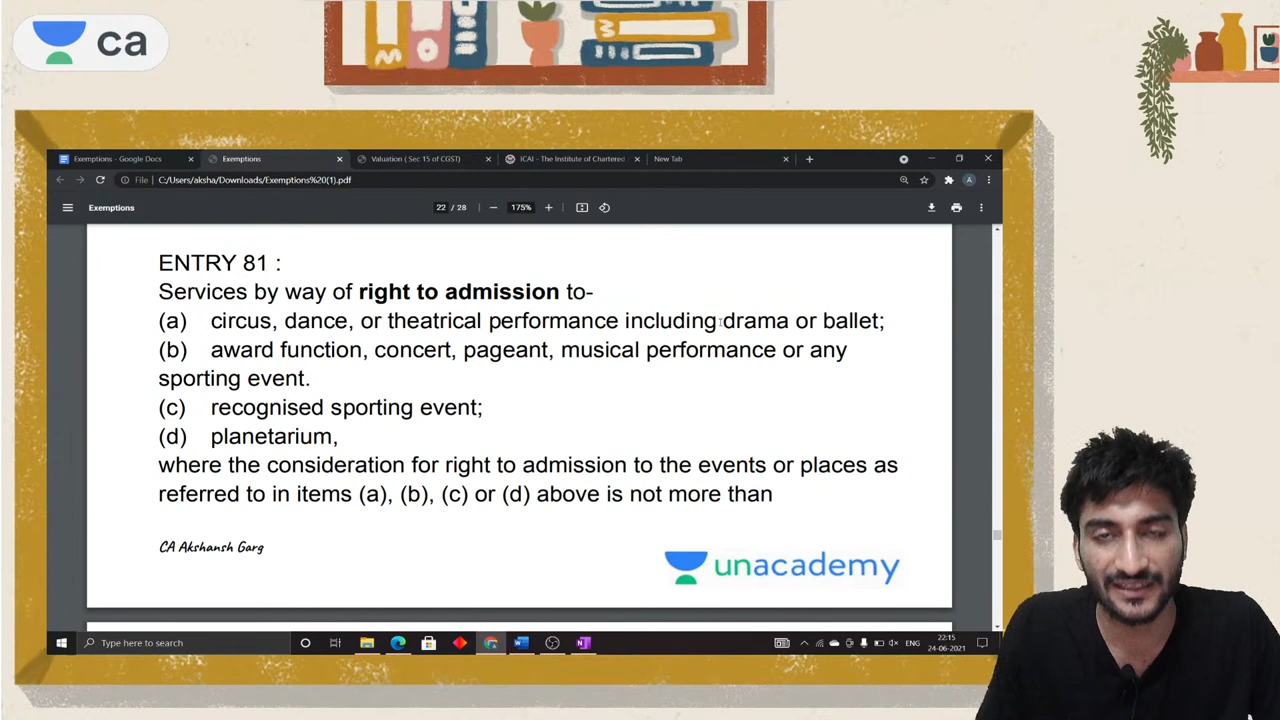 ca
Exemptions - Google Docs
Exemptions
Valuation ( Sec 15 of CGST)
ICAI - The Institute of Chartered
New Tab
File | C:/Users/aksha/Downloads/Exemptions%20(1).pdf
A
Exemptions
22 / 28
175%
ENTRY 81 :
Services by way of right to admission to-
(a) circus, dance, or theatrical performance including drama or ballet;
(b) award function, concert, pageant, musical performance or any
sporting event.
(c) recognised sporting event;
(d) planetarium,
where the consideration for right to admission to the events or places as
referred to in items (a), (b), (c) or (d) above is not more than
CA Akshansh Garg
unacademy
Type here to search
ENG
22:15
24-06-2021